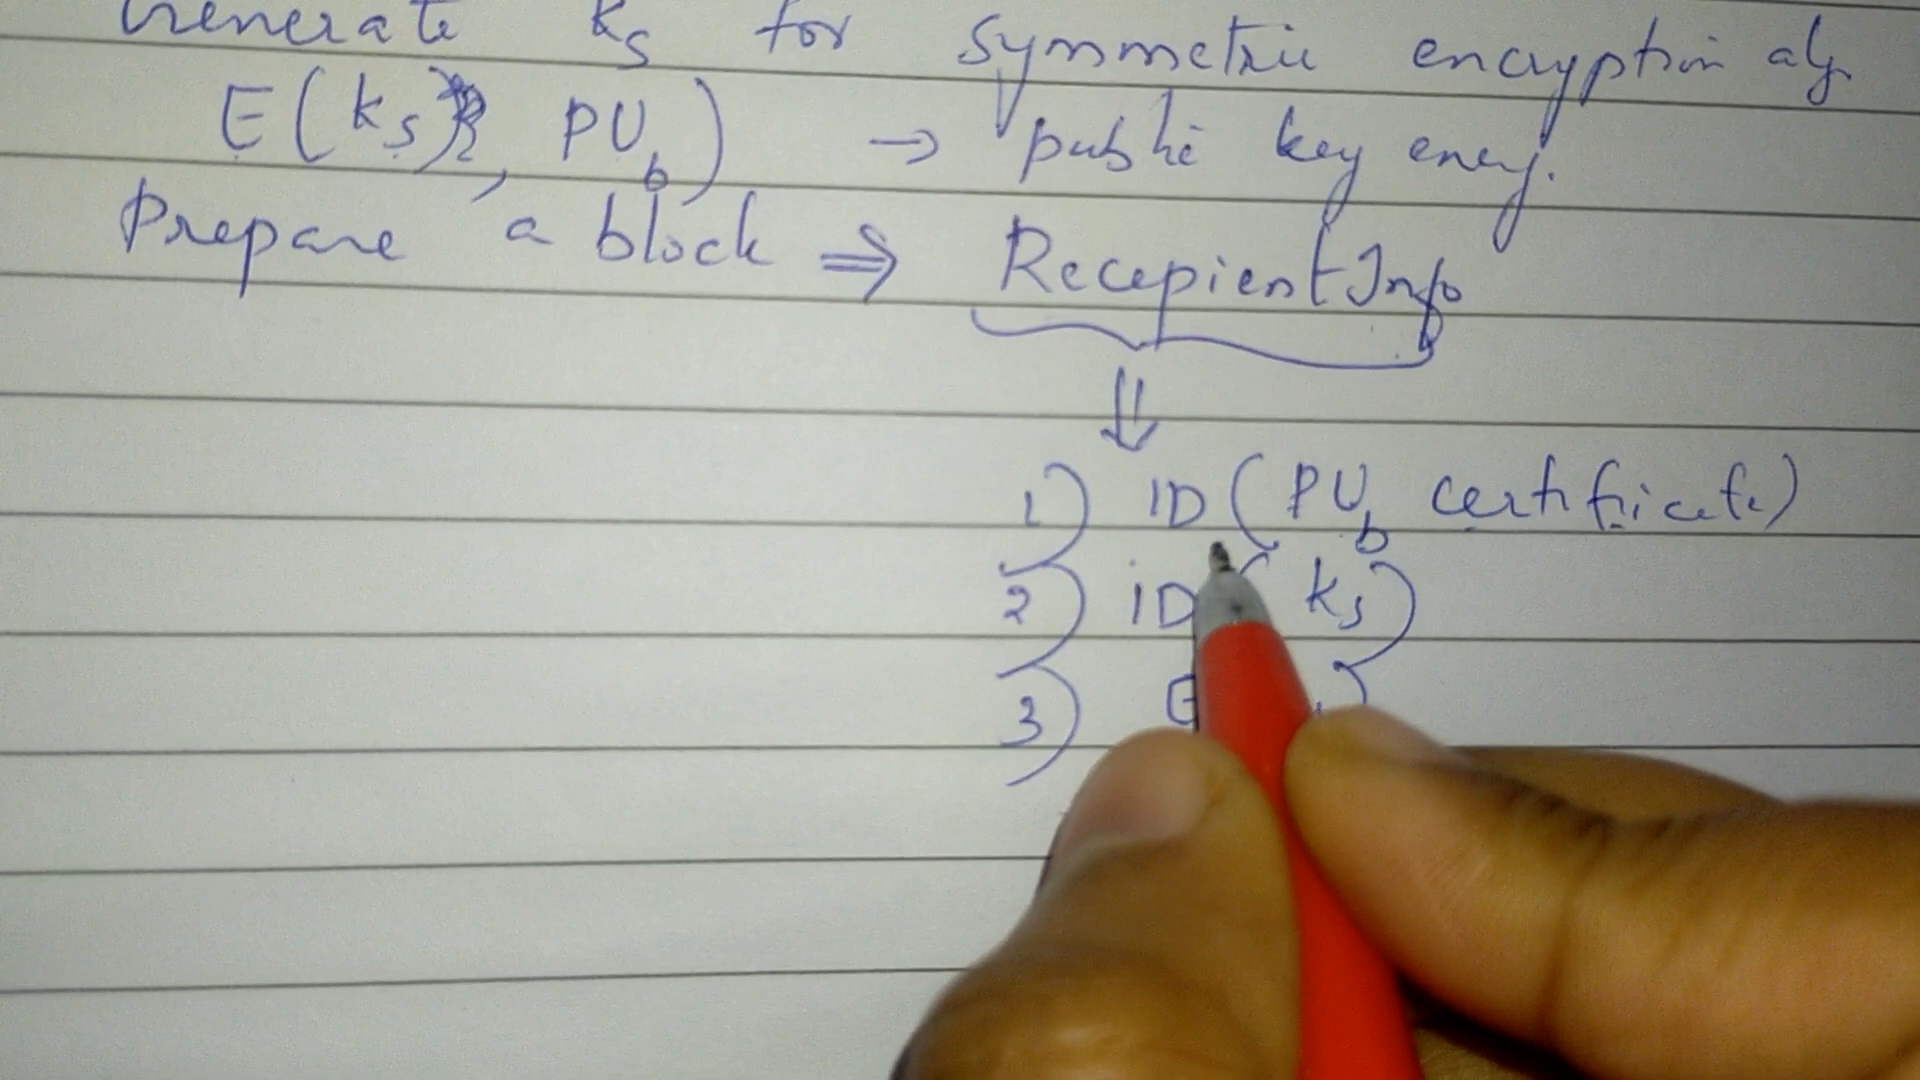 Generate ks for symmetric encryption alg.
E(ks, PUb) → public key ency.
Prepare a block ⇒ RecepientInfo
⇓
1) ID (PUb certificate)
2) ID ( ks)
3) E